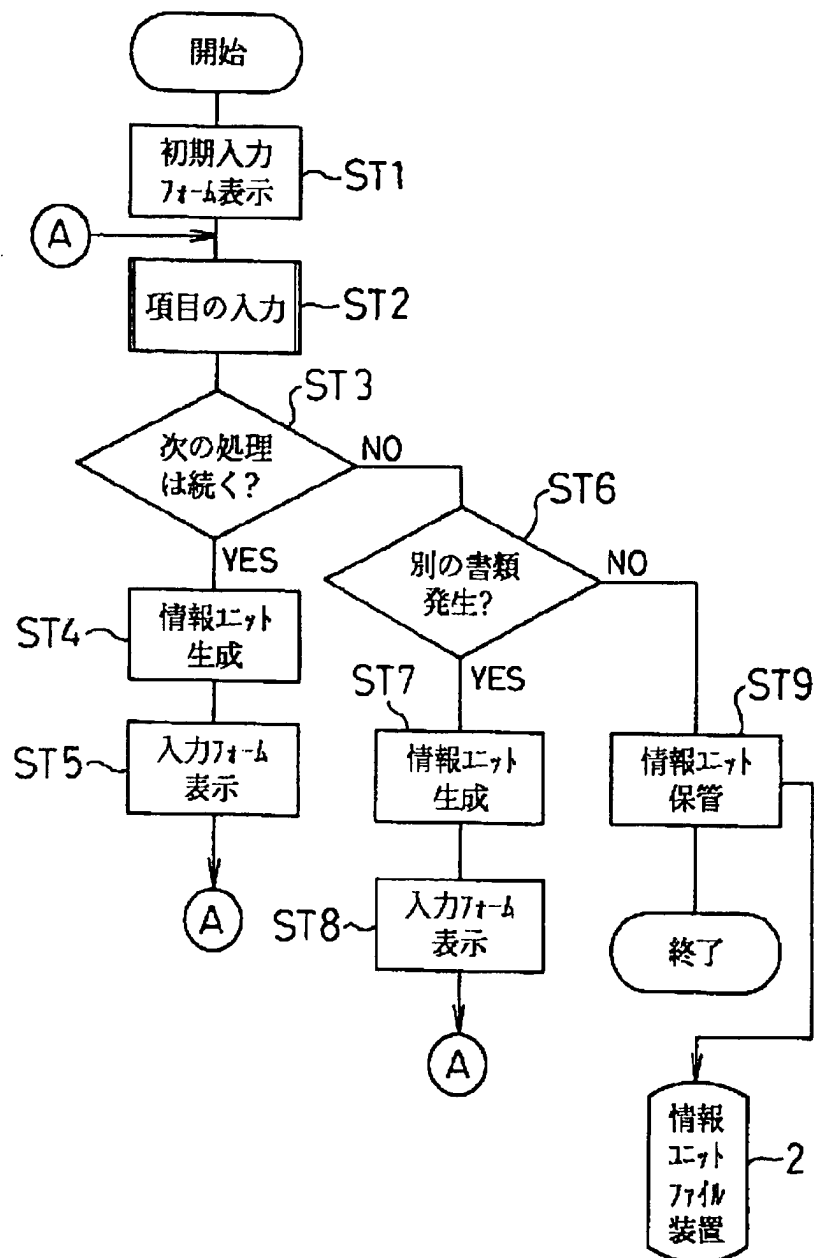 開始
初期入力
フォーム表示
ST1
A
項目の入力
ST2
ST3
次の処理
は続く?
NO
YES
ST6
別の書類
発生?
NO
YES
ST4
情報ユニット
生成
ST5
入力フォーム
表示
A
ST7
情報ユニット
生成
ST8
入力フォーム
表示
A
ST9
情報ユニット
保管
終了
情報
ユニット
ファイル
装置
2